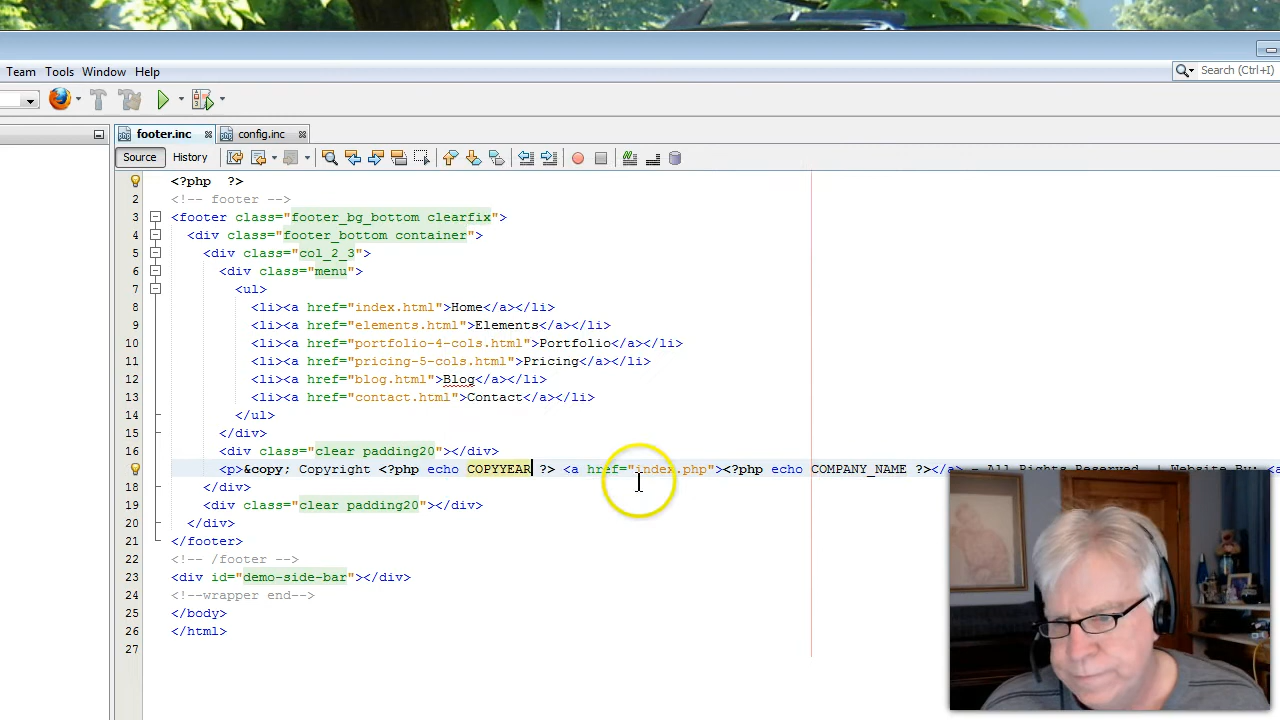 Team Tools Window Help
Search (Ctrl+I)
footer.inc config.inc
Source History
1 <?php ?>
2 <!-- footer -->
3 <footer class="footer_bg_bottom clearfix">
4 <div class="footer_bottom container">
5 <div class="col_2_3">
6 <div class="menu">
7 <ul>
8 <li><a href="index.html">Home</a></li>
9 <li><a href="elements.html">Elements</a></li>
10 <li><a href="portfolio-4-cols.html">Portfolio</a></li>
11 <li><a href="pricing-5-cols.html">Pricing</a></li>
12 <li><a href="blog.html">Blog</a></li>
13 <li><a href="contact.html">Contact</a></li>
14 </ul>
15 </div>
16 <div class="clear padding20"></div>
<p>&copy; Copyright <?php echo COPYYEAR ?> <a href="index.php"><?php echo COMPANY_NAME ?></a> - All Rights Reserved. | Website By: <a
18 </div>
19 <div class="clear padding20"></div>
20 </div>
21 </footer>
22 <!-- /footer -->
23 <div id="demo-side-bar"></div>
24 <!--wrapper end-->
25 </body>
26 </html>
27